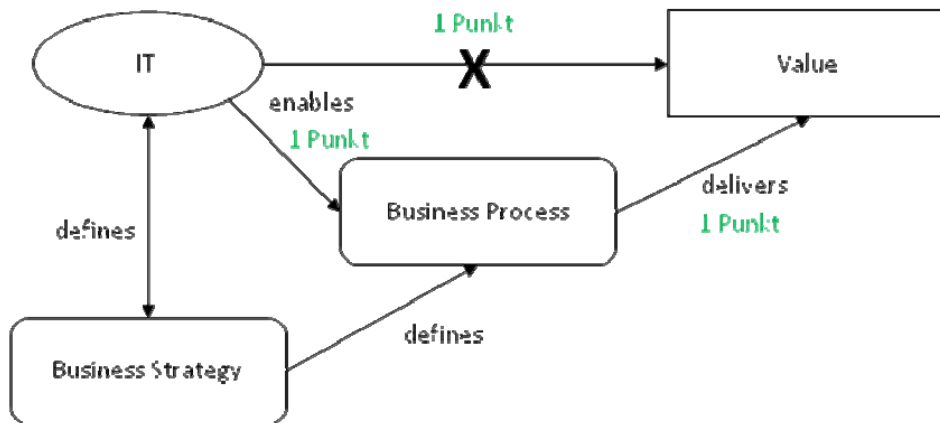 1 Punkt
IT
X
Value
enables
1 Punkt
Business Process
delivers
1 Punkt
defines
defines
Business Strategy